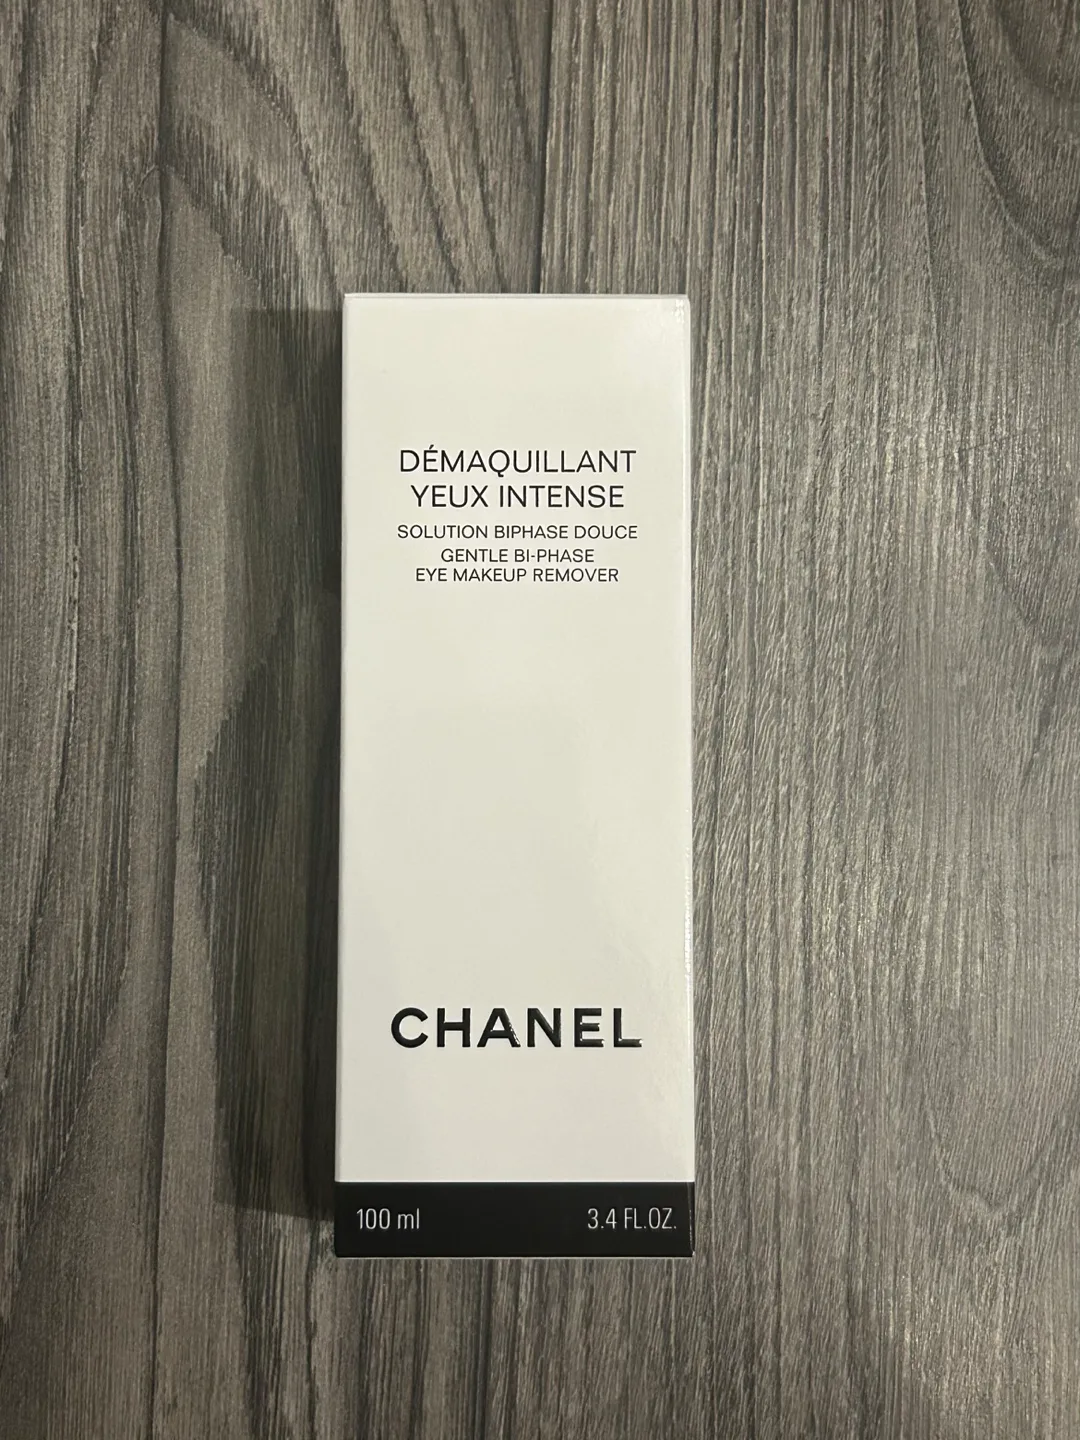 DÉMAQUILLANT
YEUX INTENSE
SOLUTION BIPHASE DOUCE
GENTLE BI-PHASE
EYE MAKEUP REMOVER
CHANEL
100 ml 3.4 FL.OZ.